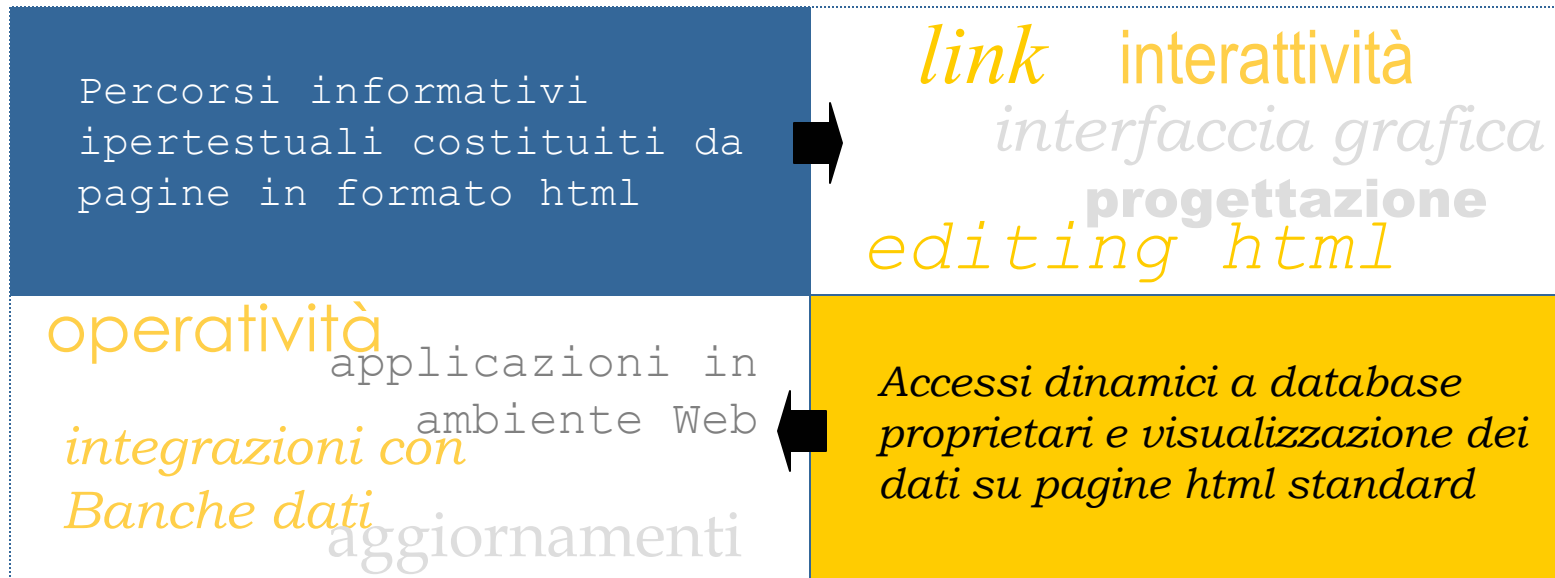 Percorsi informativi
ipertestuali costituiti da
pagine in formato html
link interattività
interfaccia grafica
progettazione
editing html
operatività
applicazioni in
ambiente Web
integrazioni con
Banche dati
aggiornamenti
Accessi dinamici a database
proprietari e visualizzazione dei
dati su pagine html standard